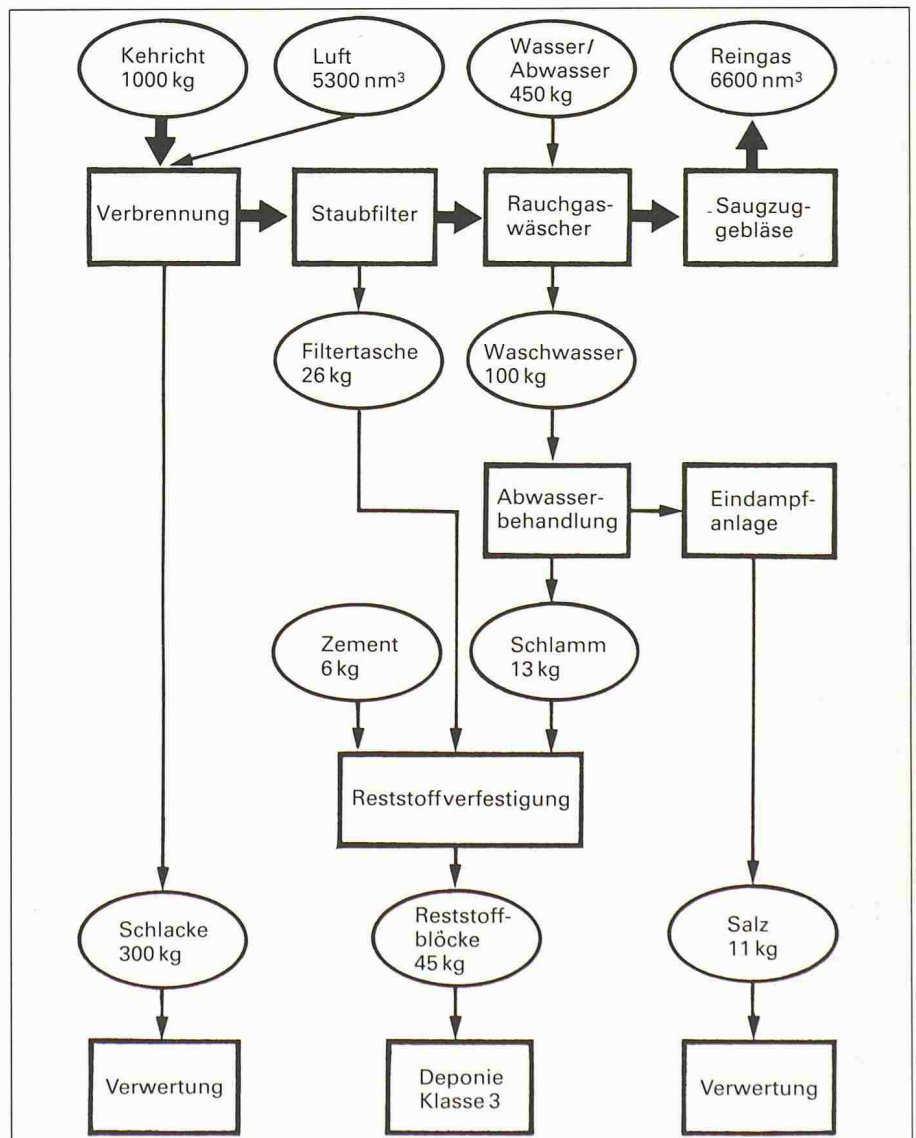 Kehricht
1000 kg
Luft
5300 nm³
Wasser/
Abwasser
450 kg
Reingas
6600 nm³
Verbrennung
Staubfilter
Rauchgas-
wäscher
Saugzug-
gebläse
Filtertasche
26 kg
Waschwasser
100 kg
Abwasser-
behandlung
Eindampf-
anlage
Zement
6 kg
Schlamm
13 kg
Reststoffverfestigung
Schlacke
300 kg
Reststoff-
blöcke
45 kg
Salz
11 kg
Verwertung
Deponie
Klasse 3
Verwertung